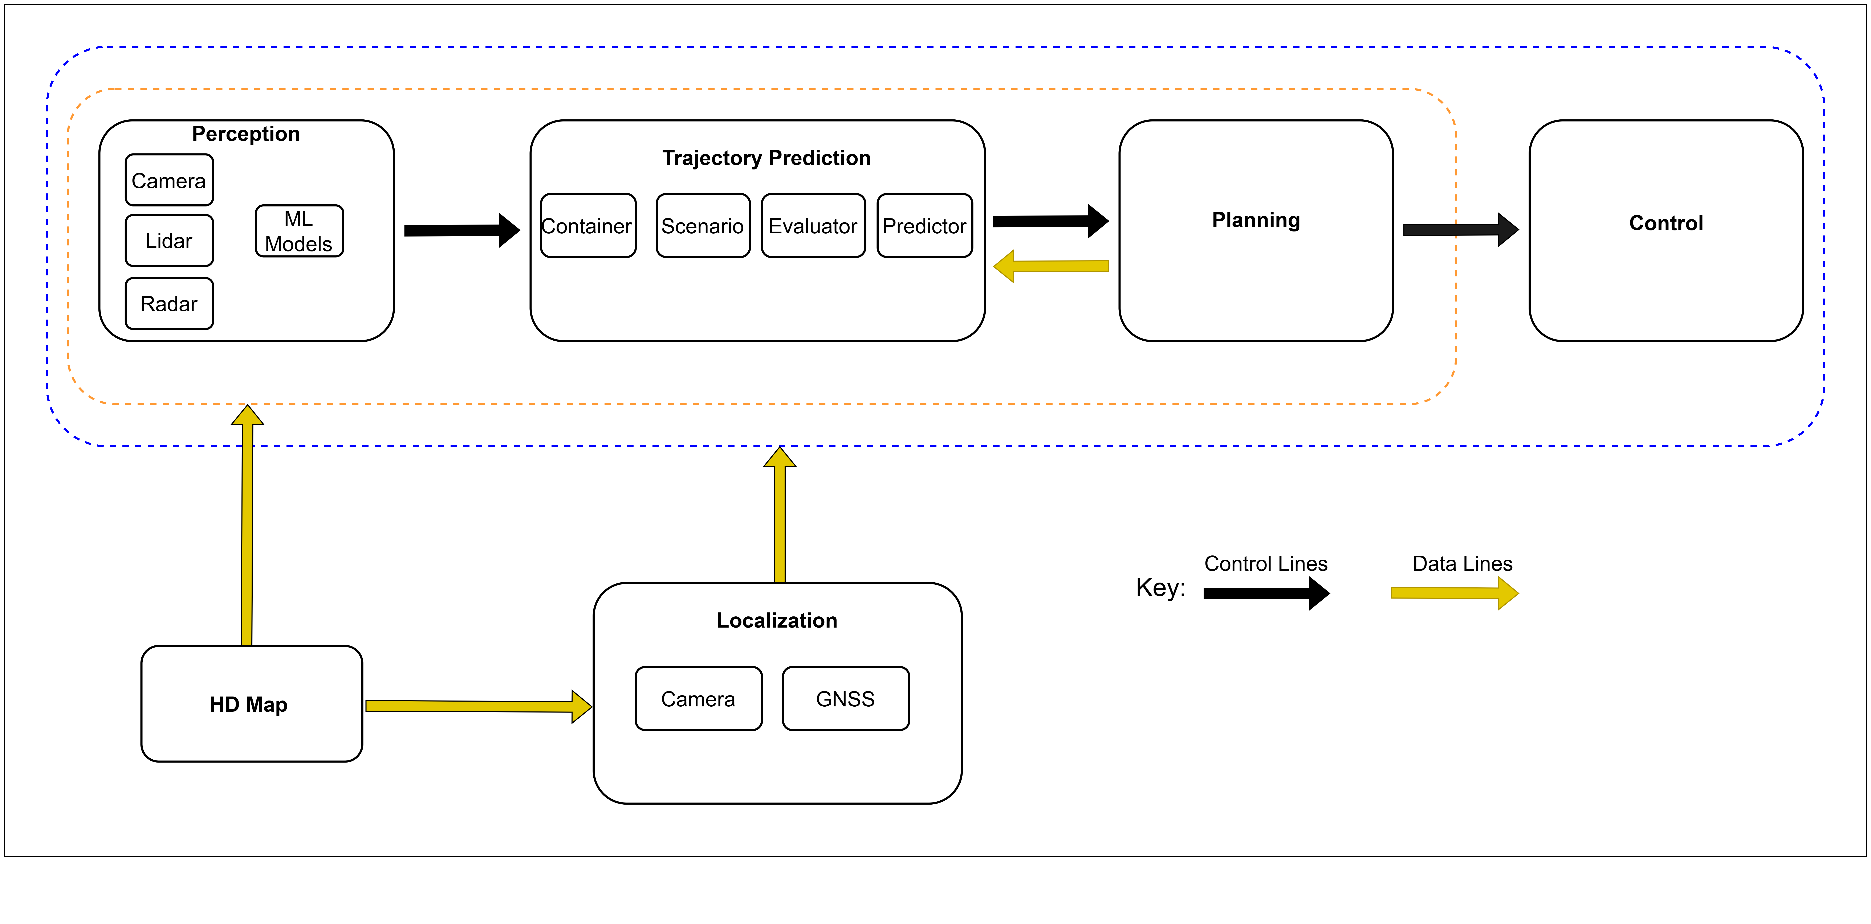 Perception
Camera
Lidar
Radar
ML
Models
Trajectory Prediction
Container
Scenario
Evaluator
Predictor
Planning
Control
HD Map
Localization
Camera
GNSS
Key:
Control Lines
Data Lines